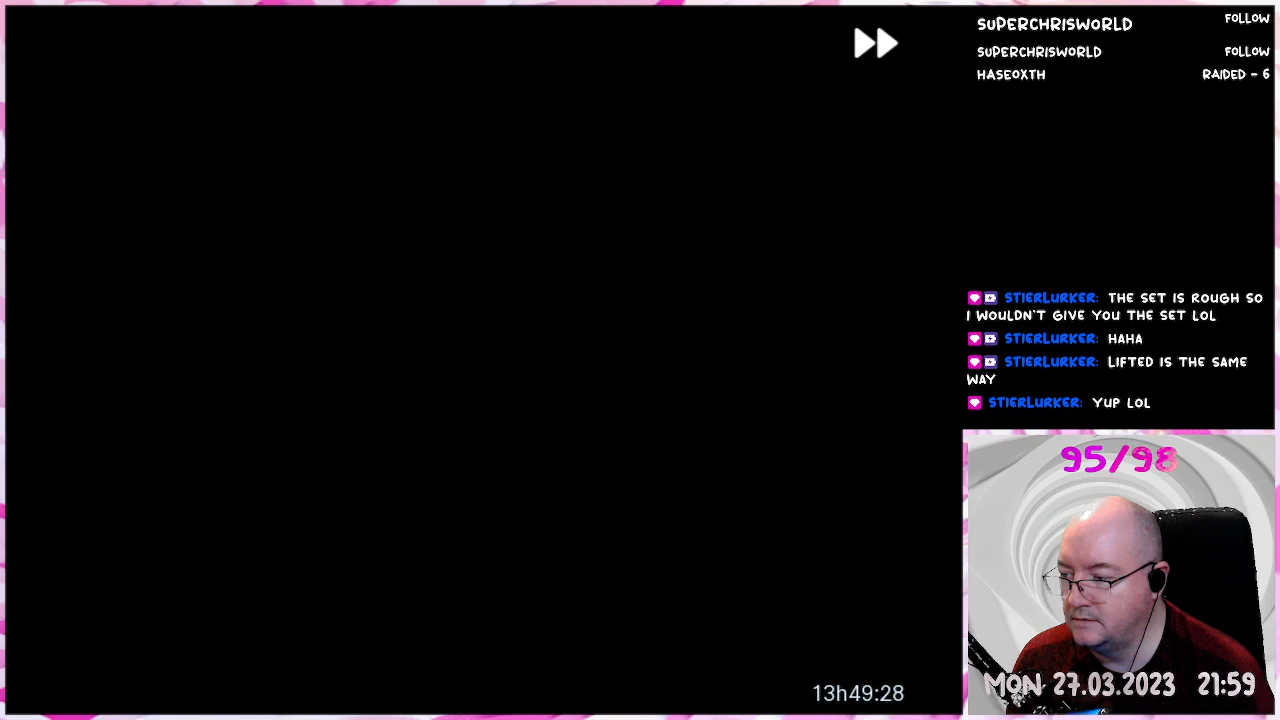 SUPERCHRISWORLD FOLLOW
SUPERCHRISWORLD FOLLOW
HASEOXTH RAIDED - 6
STIERLURKER: THE SET IS ROUGH SO
I WOULDN'T GIVE YOU THE SET LOL
STIERLURKER: HAHA
STIERLURKER: LIFTED IS THE SAME
WAY
STIERLURKER: YUP LOL
95/98
13h49:28
MON 27.03.2023 21:59